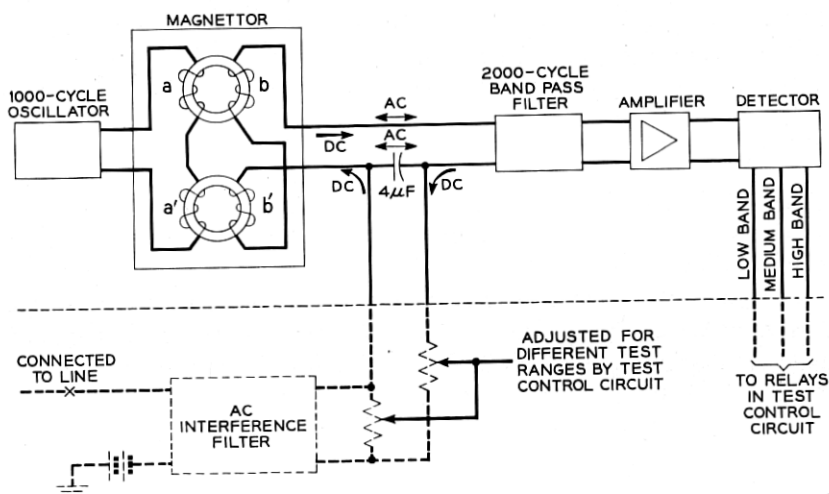 MAGNETTOR
1000-CYCLE
OSCILLATOR
a
b
a'
b'
AC
AC
DC
DC
DC
4μF
2000-CYCLE
BAND PASS
FILTER
AMPLIFIER
DETECTOR
LOW BAND
MEDIUM BAND
HIGH BAND
CONNECTED
TO LINE
AC
INTERFERENCE
FILTER
ADJUSTED FOR
DIFFERENT TEST
RANGES BY TEST
CONTROL CIRCUIT
TO RELAYS
IN TEST
CONTROL
CIRCUIT